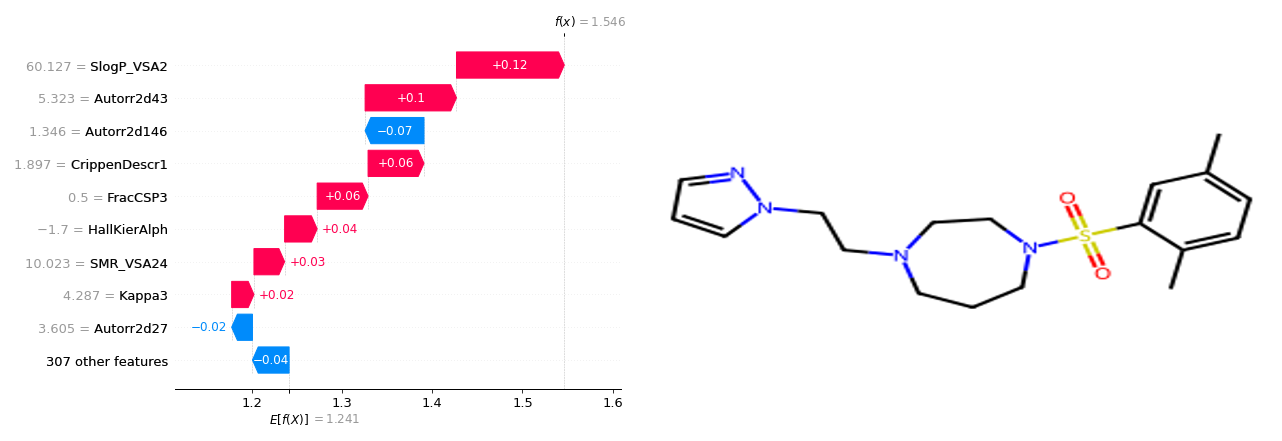 f(x) = 1.546
60.127 = SlogP_VSA2
+0.12
5.323 = Autorr2d43
+0.1
1.346 = Autorr2d146
−0.07
1.897 = CrippenDescr1
+0.06
0.5 = FracCSP3
+0.06
−1.7 = HallKierAlph
+0.04
10.023 = SMR_VSA24
+0.03
4.287 = Kappa3
+0.02
3.605 = Autorr2d27
−0.02
307 other features
−0.04
1.2 1.3 1.4 1.5 1.6
E[f(X)] = 1.241
N
N
N
N
O
S
O